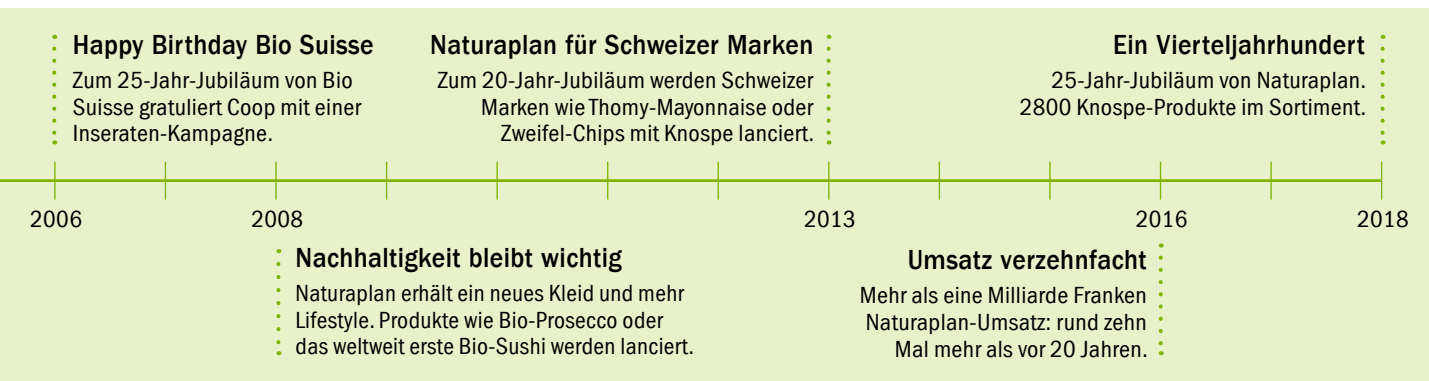 Happy Birthday Bio Suisse
Zum 25-Jahr-Jubiläum von Bio
Suisse gratuliert Coop mit einer
Inseraten-Kampagne.
Naturaplan für Schweizer Marken
Zum 20-Jahr-Jubiläum werden Schweizer
Marken wie Thomy-Mayonnaise oder
Zweifel-Chips mit Knospe lanciert.
Ein Vierteljahrhundert
25-Jahr-Jubiläum von Naturaplan.
2800 Knospe-Produkte im Sortiment.
2006 2008 2013 2016 2018
Nachhaltigkeit bleibt wichtig
Naturaplan erhält ein neues Kleid und mehr
Lifestyle. Produkte wie Bio-Prosecco oder
das weltweit erste Bio-Sushi werden lanciert.
Umsatz verzehnfacht
Mehr als eine Milliarde Franken
Naturaplan-Umsatz: rund zehn
Mal mehr als vor 20 Jahren.